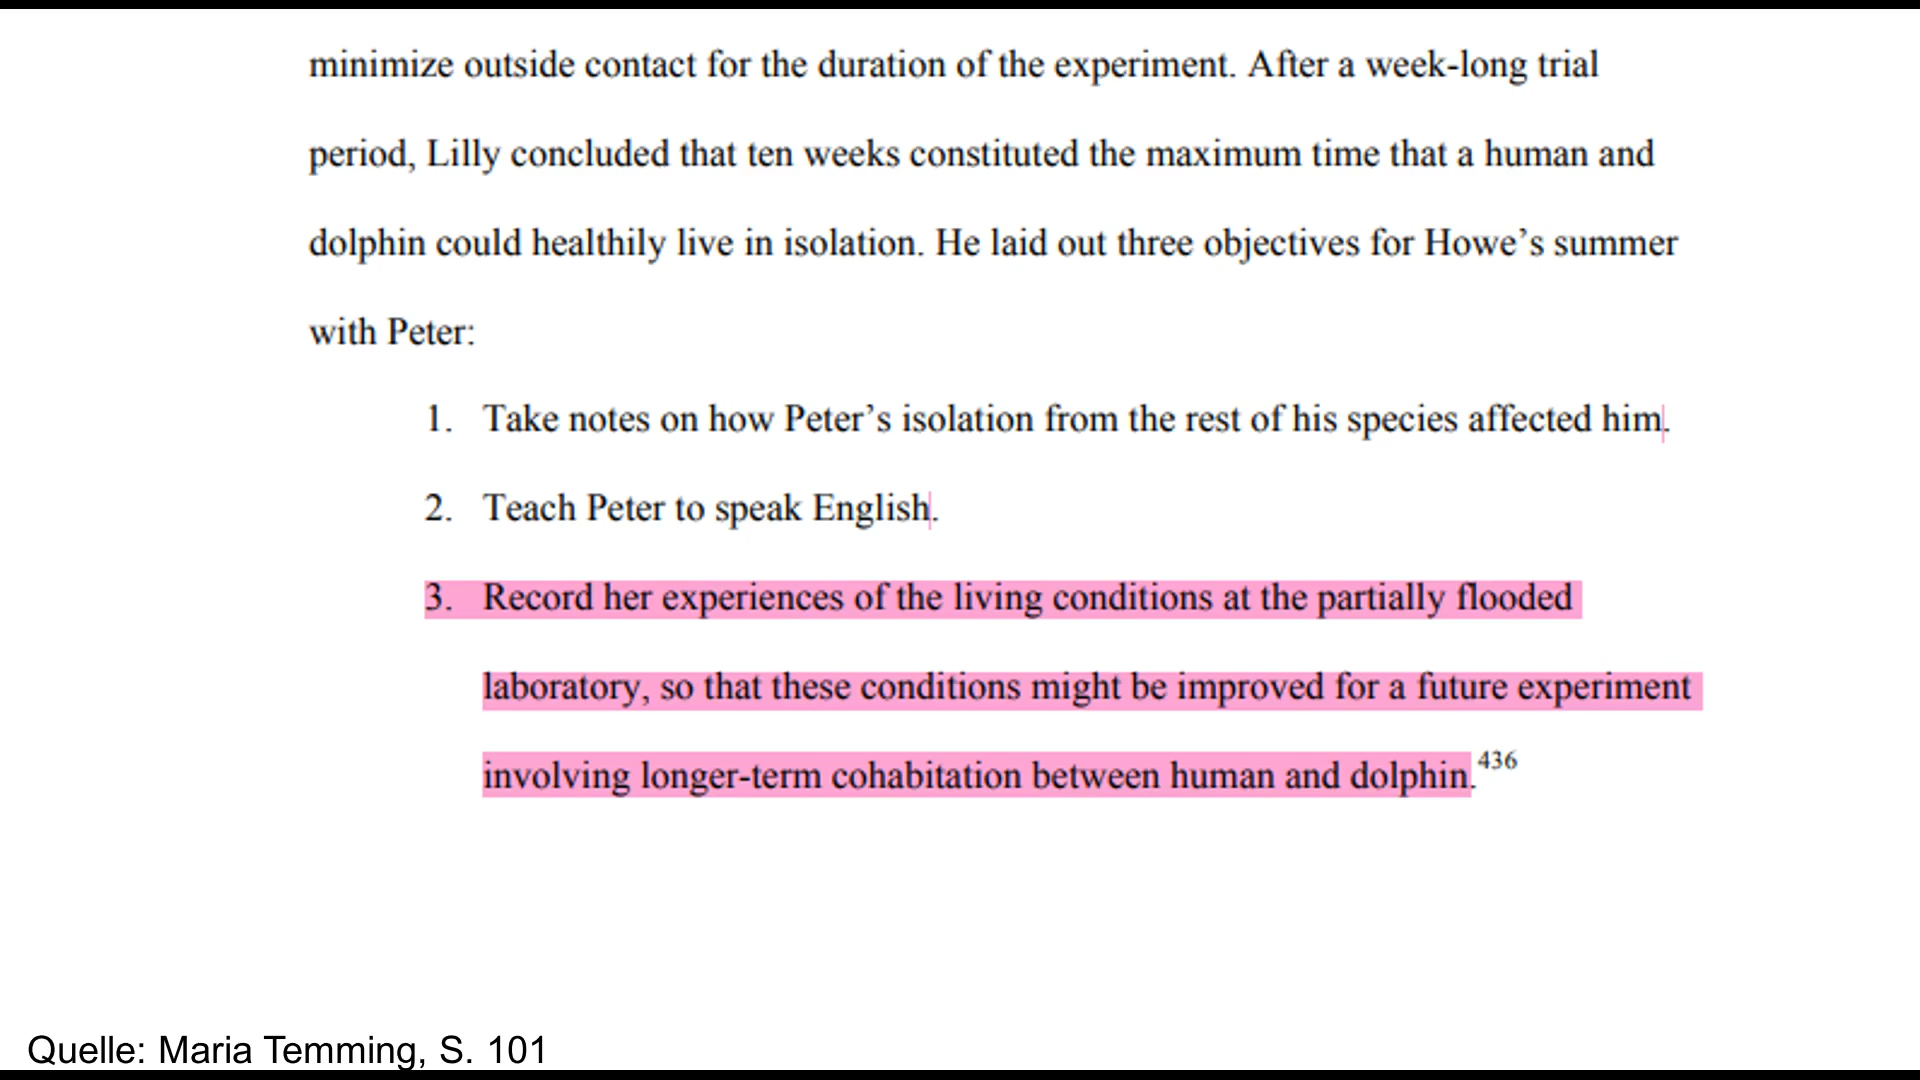 minimize outside contact for the duration of the experiment. After a week-long trial
period, Lilly concluded that ten weeks constituted the maximum time that a human and
dolphin could healthily live in isolation. He laid out three objectives for Howe’s summer
with Peter:
1. Take notes on how Peter’s isolation from the rest of his species affected him.
2. Teach Peter to speak English.
3. Record her experiences of the living conditions at the partially flooded
laboratory, so that these conditions might be improved for a future experiment
involving longer-term cohabitation between human and dolphin.436
Quelle: Maria Temming, S. 101